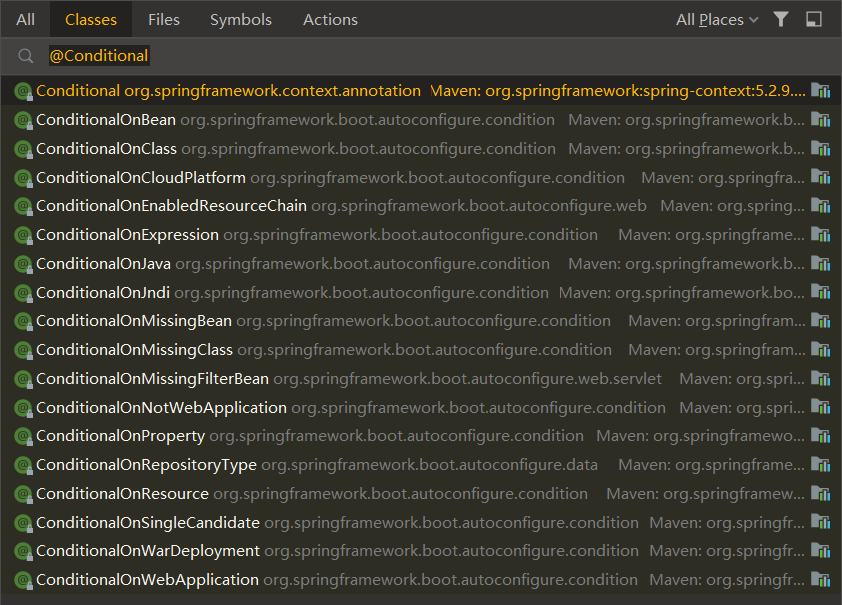 All Classes Files Symbols Actions All Places
@Conditional
Conditional org.springframework.context.annotation Maven: org.springframework:spring-context:5.2.9....
ConditionalOnBean org.springframework.boot.autoconfigure.condition Maven: org.springframework.b...
ConditionalOnClass org.springframework.boot.autoconfigure.condition Maven: org.springframework.b...
ConditionalOnCloudPlatform org.springframework.boot.autoconfigure.condition Maven: org.springfra...
ConditionalOnEnabledResourceChain org.springframework.boot.autoconfigure.web Maven: org.spring...
ConditionalOnExpression org.springframework.boot.autoconfigure.condition Maven: org.springframe...
ConditionalOnJava org.springframework.boot.autoconfigure.condition Maven: org.springframework.b...
ConditionalOnJndi org.springframework.boot.autoconfigure.condition Maven: org.springframework.bo...
ConditionalOnMissingBean org.springframework.boot.autoconfigure.condition Maven: org.springfram...
ConditionalOnMissingClass org.springframework.boot.autoconfigure.condition Maven: org.springfram...
ConditionalOnMissingFilterBean org.springframework.boot.autoconfigure.web.servlet Maven: org.spri...
ConditionalOnNotWebApplication org.springframework.boot.autoconfigure.condition Maven: org.spri...
ConditionalOnProperty org.springframework.boot.autoconfigure.condition Maven: org.springframewo...
ConditionalOnRepositoryType org.springframework.boot.autoconfigure.data Maven: org.springframe...
ConditionalOnResource org.springframework.boot.autoconfigure.condition Maven: org.springframew...
ConditionalOnSingleCandidate org.springframework.boot.autoconfigure.condition Maven: org.springfr...
ConditionalOnWarDeployment org.springframework.boot.autoconfigure.condition Maven: org.springfr...
ConditionalOnWebApplication org.springframework.boot.autoconfigure.condition Maven: org.springfr...